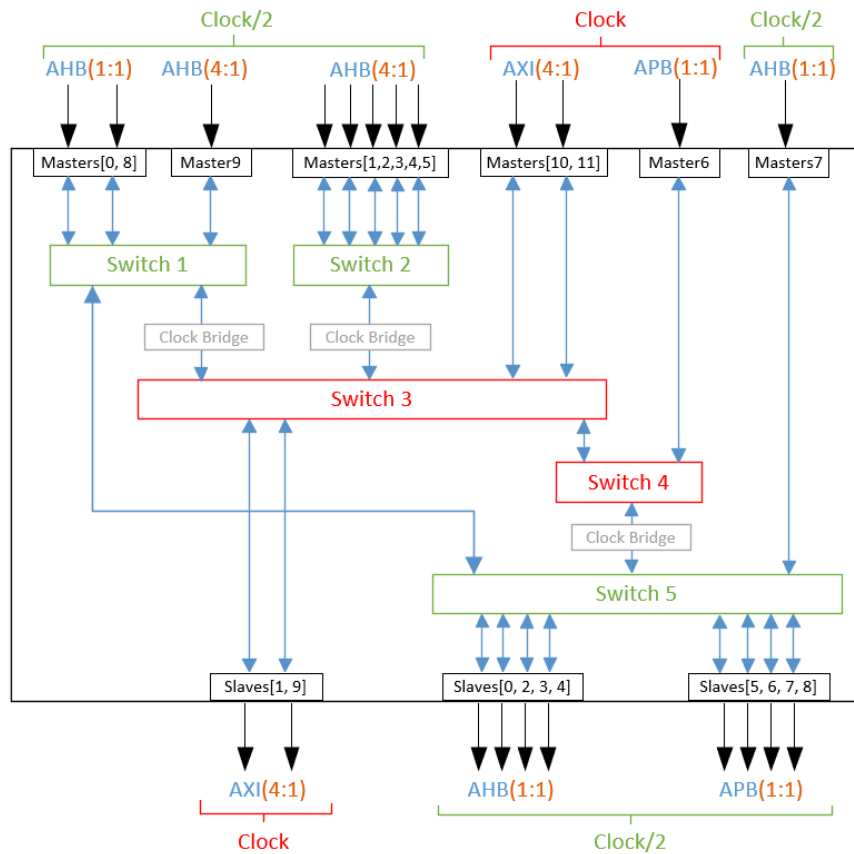 Clock/2 Clock Clock/2
AHB(1:1) AHB(4:1) AHB(4:1) AXI(4:1) APB(1:1) AHB(1:1)
Masters[0, 8] Master9 Masters[1,2,3,4,5] Masters[10, 11] Master6 Masters7
Switch 1 Switch 2
Clock Bridge Clock Bridge
Switch 3
Switch 4
Clock Bridge
Switch 5
Slaves[1, 9] Slaves[0, 2, 3, 4] Slaves[5, 6, 7, 8]
AXI(4:1) AHB(1:1) APB(1:1)
Clock Clock/2